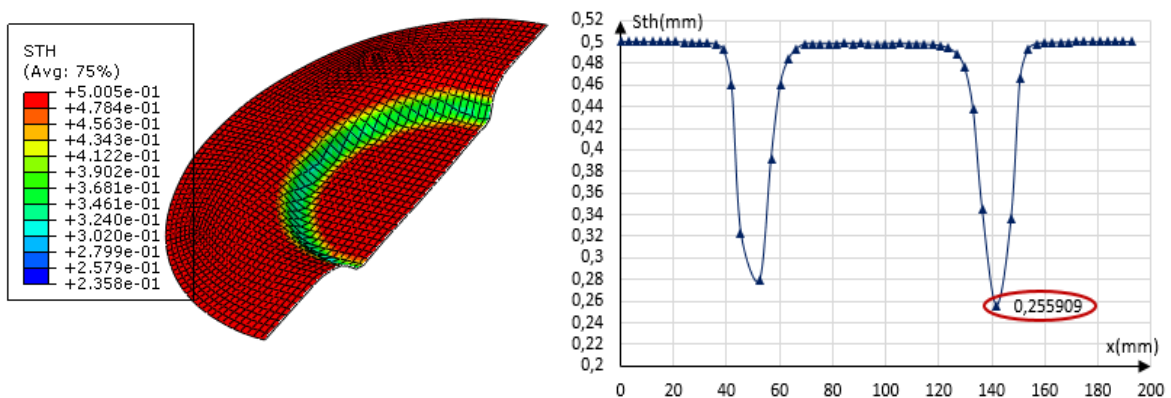 STH
(Avg: 75%)
+5.005e-01
+4.784e-01
+4.563e-01
+4.343e-01
+4.122e-01
+3.902e-01
+3.681e-01
+3.461e-01
+3.240e-01
+3.020e-01
+2.799e-01
+2.579e-01
+2.358e-01
Sth(mm)
0,52
0,5
0,48
0,46
0,44
0,42
0,4
0,38
0,36
0,34
0,32
0,3
0,28
0,26
0,24
0,22
0,2
0,255909
x(mm)
0 20 40 60 80 100 120 140 160 180 200